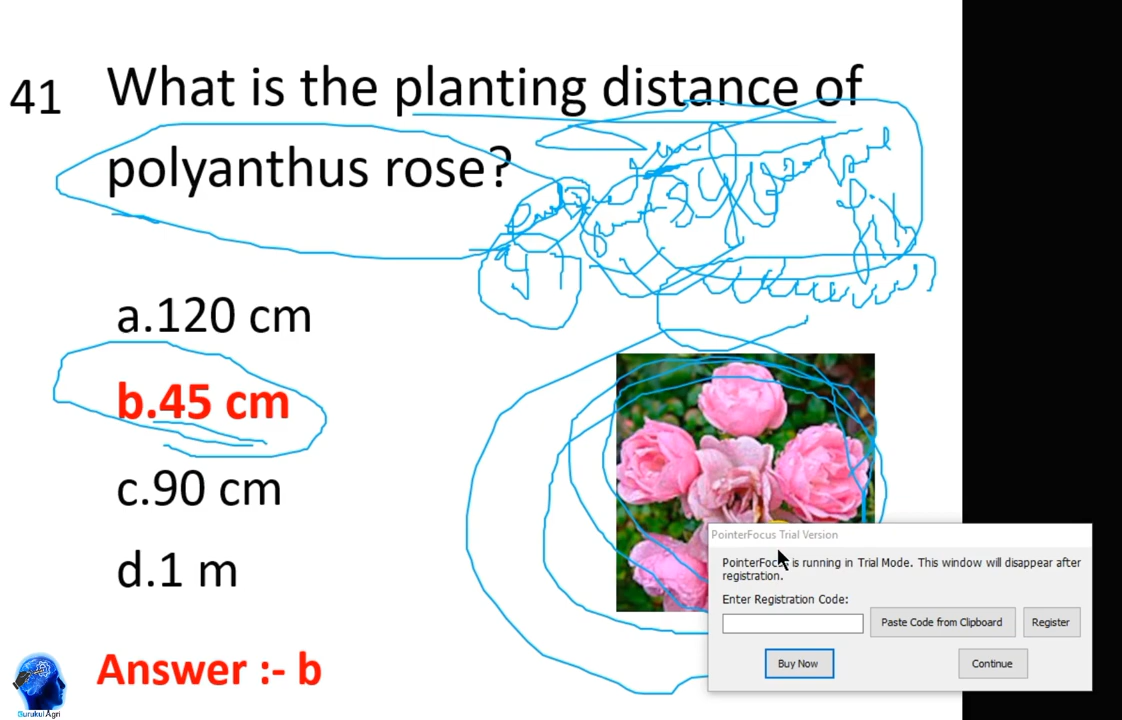 41 What is the planting distance of
polyanthus rose?
a.120 cm
b.45 cm
c.90 cm
d.1 m
Answer :- b
Gurukul Agri
PointerFocus Trial Version
is running in Trial Mode. This window will disappear after
registration.
Enter Registration Code:
Paste Code from Clipboard Register
Buy Now Continue